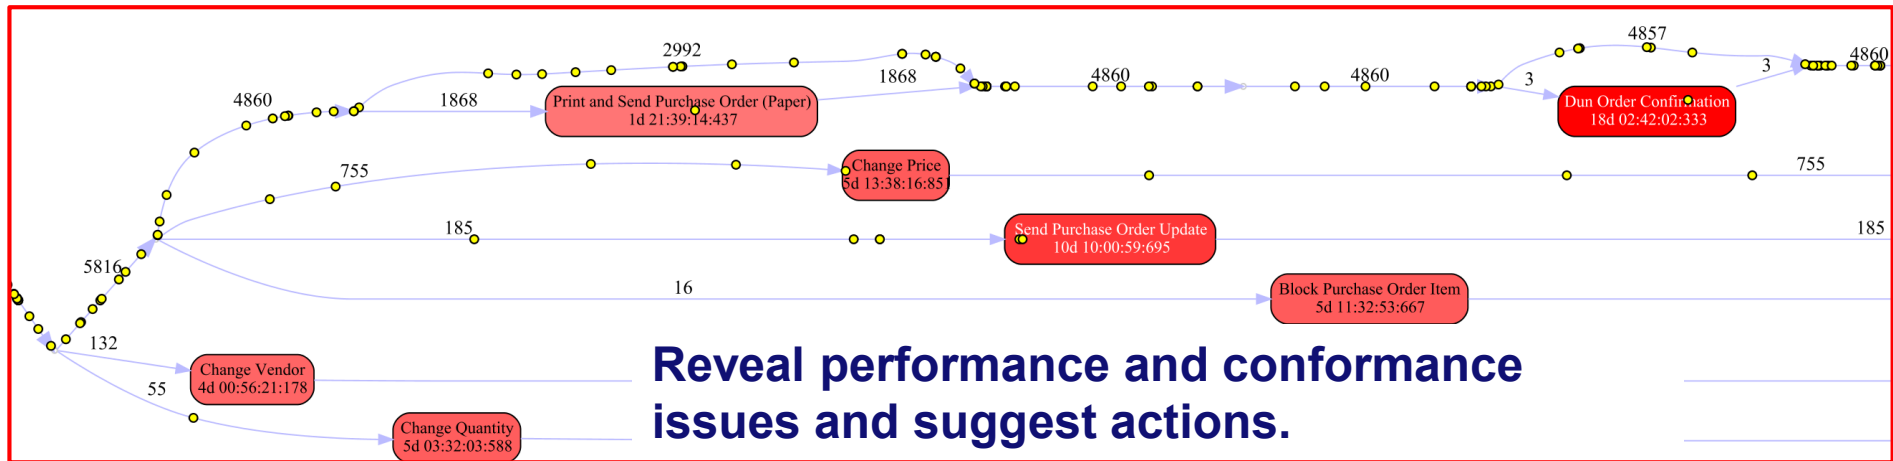 2992
4857
4860
4860
1868
4860
4860
3
3
1868
Print and Send Purchase Order (Paper)
1d 21:39:14:437
Dun Order Confirmation
18d 02:42:02:333
755
Change Price
5d 13:38:16:851
755
185
Send Purchase Order Update
10d 10:00:59:695
185
5816
16
Block Purchase Order Item
5d 11:32:53:667
132
Change Vendor
4d 00:56:21:178
55
Change Quantity
5d 03:32:03:588
Reveal performance and conformance
issues and suggest actions.